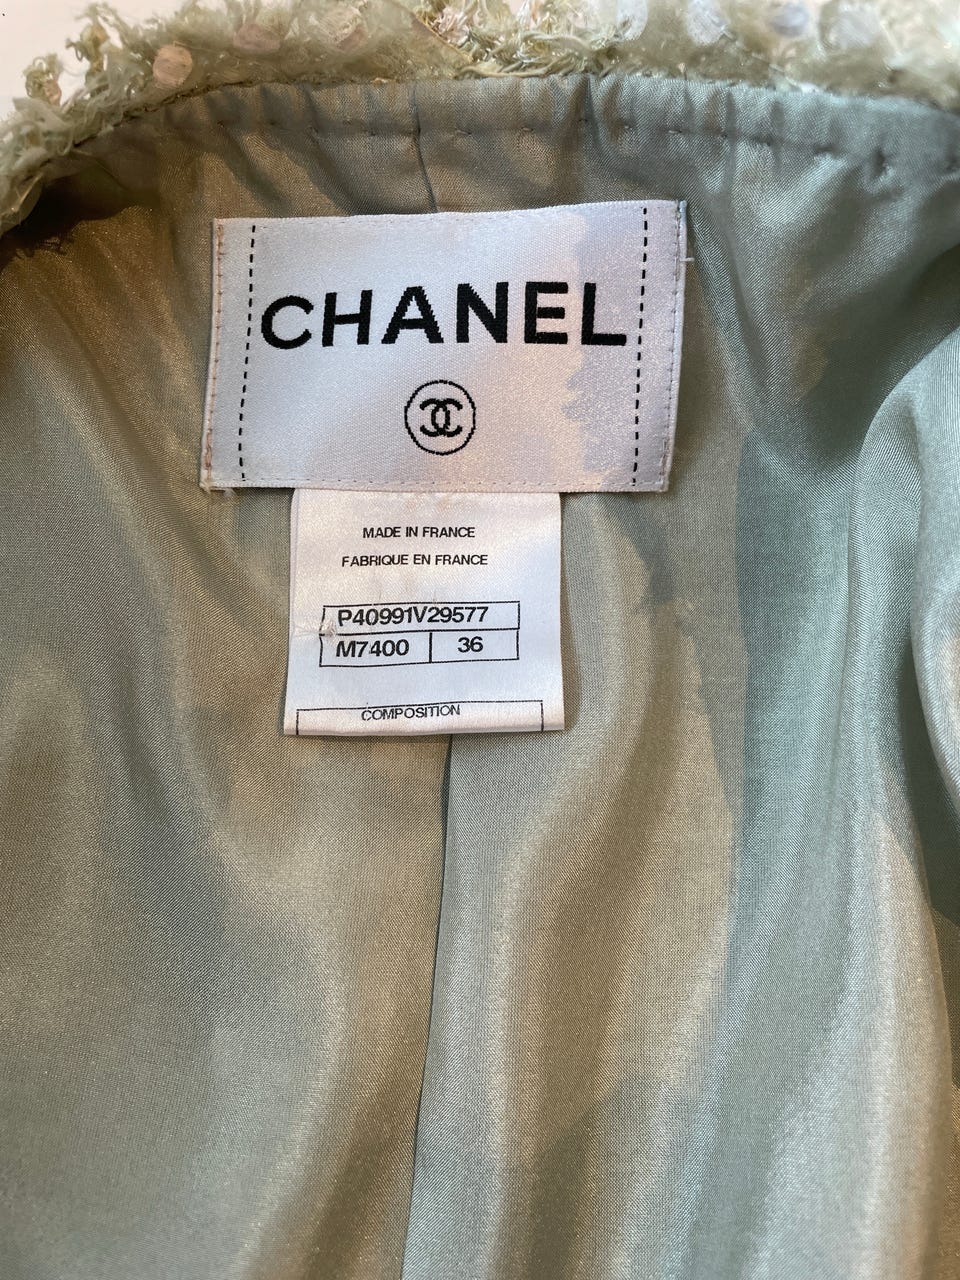 CHANEL
MADE IN FRANCE
FABRIQUE EN FRANCE
P40991V29577
M7400 36
COMPOSITION